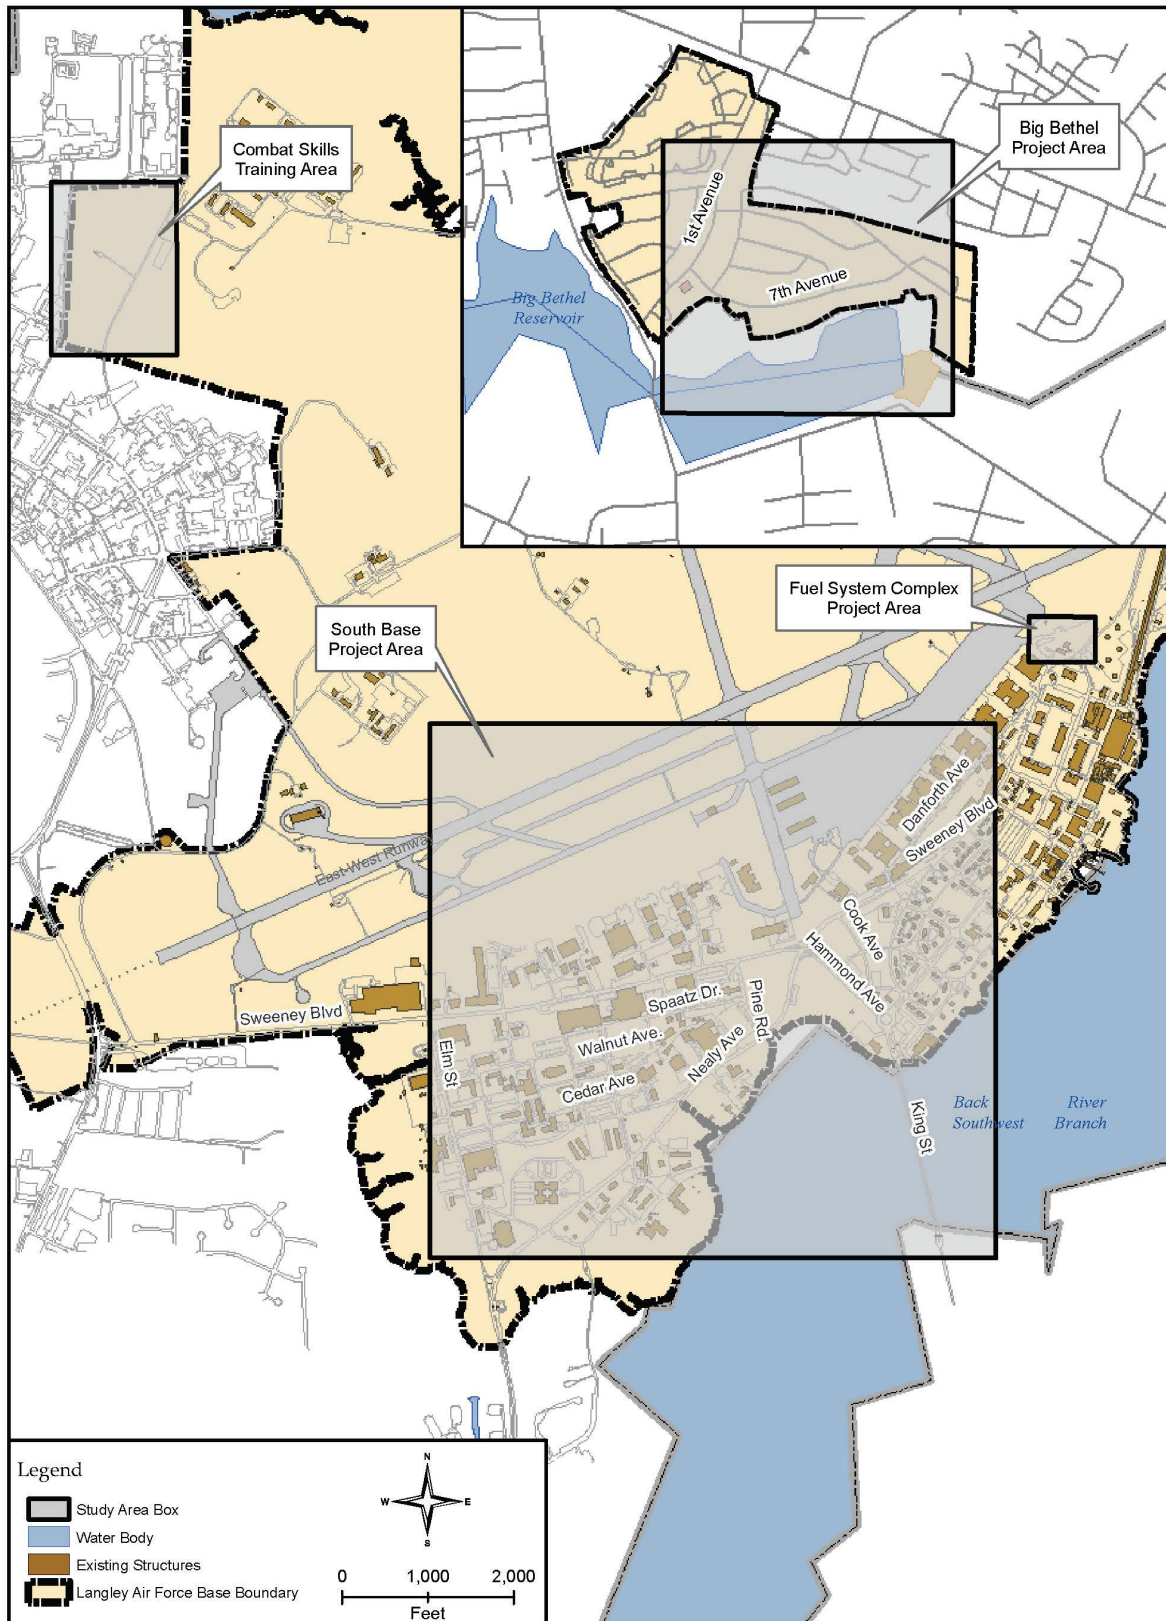 Combat Skills
Training Area
Big Bethel
Project Area
1st Avenue
7th Avenue
Big Bethel
Reservoir
Fuel System Complex
Project Area
South Base
Project Area
Danforth Ave
Sweeney Blvd
East-West Runwa
Cook Ave
Hammond Ave
Spaatz Dr.
Pine Rd.
Sweeney Blvd
Walnut Ave.
Nealy Ave
Elm St
Cedar Ave
King St
Back River
Southwest Branch
Legend
Study Area Box
Water Body
Existing Structures
Langley Air Force Base Boundary
N
W E
S
0 1,000 2,000
Feet